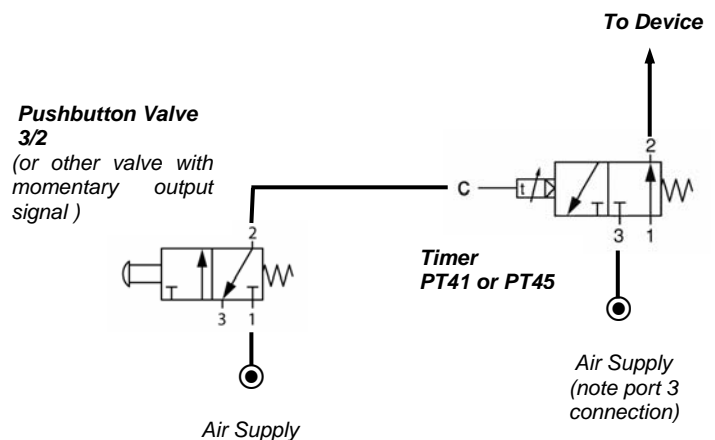 To Device
Pushbutton Valve
3/2
(or other valve with
momentary output
signal )
2
C
t
3 1
2
3 1
Timer
PT41 or PT45
Air Supply
(note port 3
connection)
Air Supply